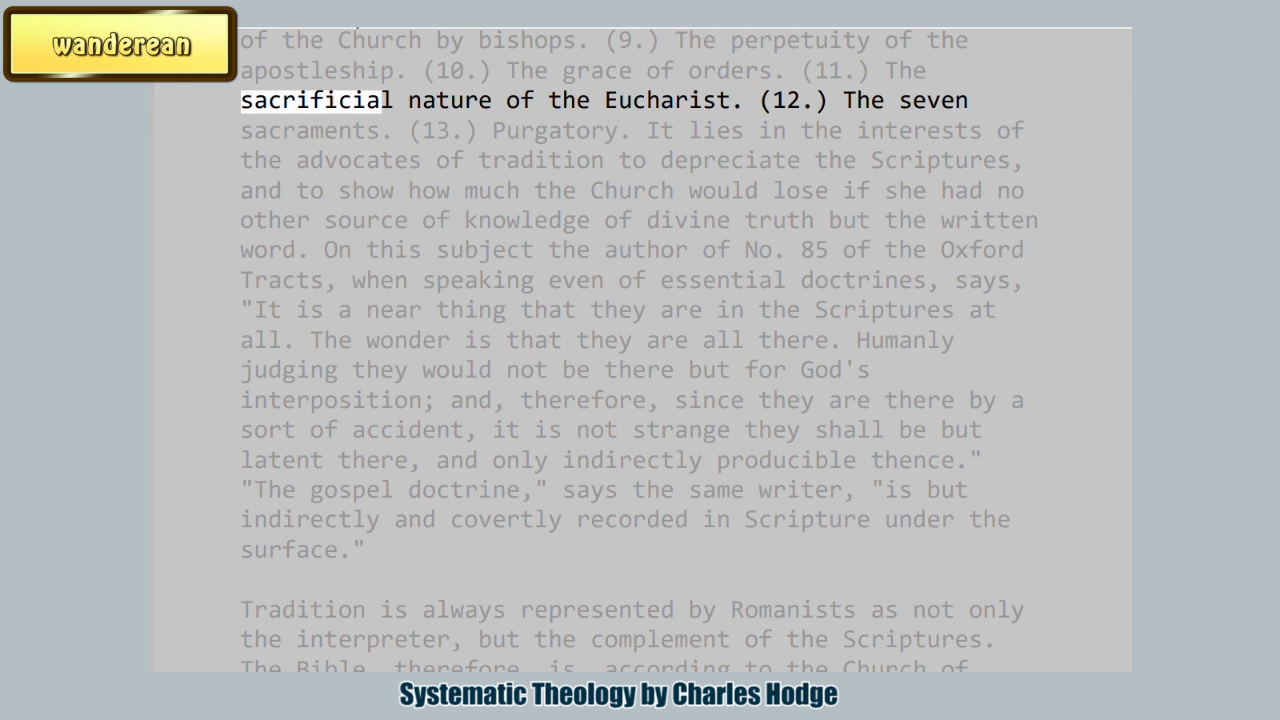 wanderean
of the Church by bishops. (9.) The perpetuity of the
apostleship. (10.) The grace of orders. (11.) The
sacrificial nature of the Eucharist. (12.) The seven
sacraments. (13.) Purgatory. It lies in the interests of
the advocates of tradition to depreciate the Scriptures,
and to show how much the Church would lose if she had no
other source of knowledge of divine truth but the written
word. On this subject the author of No. 85 of the Oxford
Tracts, when speaking even of essential doctrines, says,
"It is a near thing that they are in the Scriptures at
all. The wonder is that they are all there. Humanly
judging they would not be there but for God's
interposition; and, therefore, since they are there by a
sort of accident, it is not strange they shall be but
latent there, and only indirectly producible thence."
"The gospel doctrine," says the same writer, "is but
indirectly and covertly recorded in Scripture under the
surface."
Tradition is always represented by Romanists as not only
the interpreter, but the complement of the Scriptures.
The Bible, therefore, is, according to the Church of
Systematic Theology by Charles Hodge